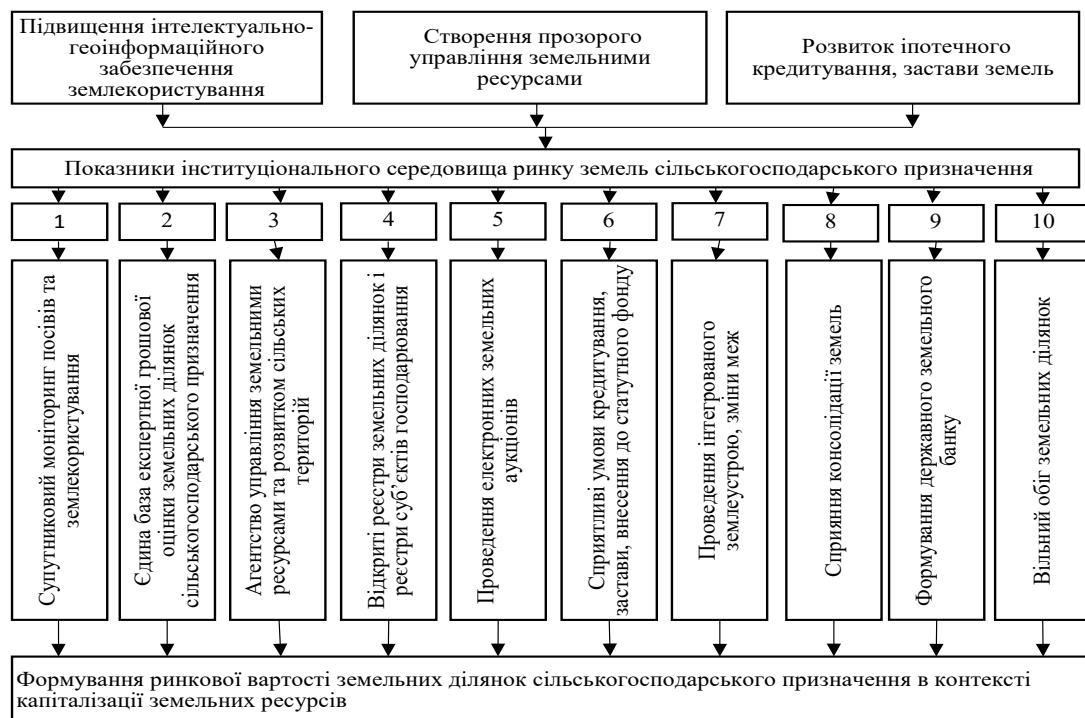 Підвищення інтелектуально-
геоінформаційного
забезпечення
землекористування
Створення прозорого
управління земельними
ресурсами
Розвиток іпотечного
кредитування, застави земель
Показники інституціонального середовища ринку земель сільськогосподарського призначення
1
2
3
4
5
6
7
8
9
10
Супутниковий моніторинг посівів та
землекористування
Єдина база експертної грошової
оцінки земельних ділянок
сільськогосподарського призначення
Агентство управління земельними
ресурсами та розвитком сільських
територій
Відкриті реєстри земельних ділянок і
реєстри суб’єктів господарювання
Проведення електронних земельних
аукціонів
Сприятливі умови кредитування,
застави, внесення до статутного фонду
Проведення інтегрованого
землеустрою, зміни меж
Сприяння консолідації земель
Формування державного земельного
банку
Вільний обіг земельних ділянок
Формування ринкової вартості земельних ділянок сільськогосподарського призначення в контексті
капіталізації земельних ресурсів